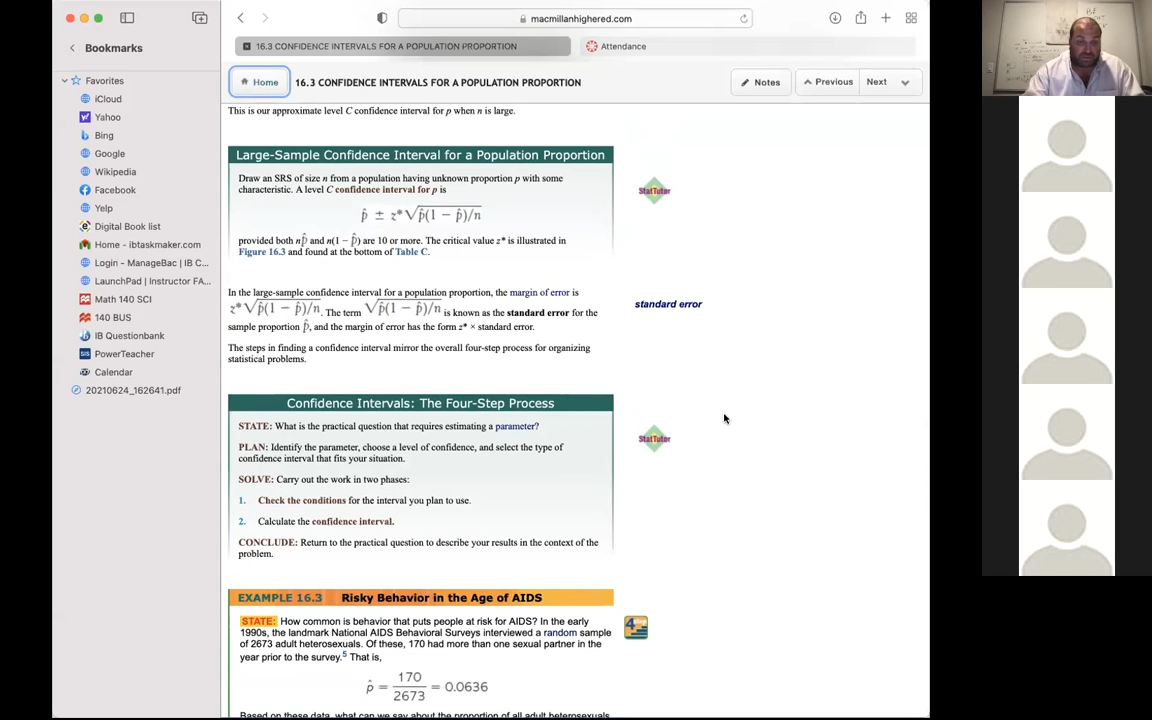 macmillanhighered.com
Bookmarks
16.3 CONFIDENCE INTERVALS FOR A POPULATION PROPORTION
Attendance
Favorites
iCloud
Yahoo
Bing
Google
Wikipedia
Facebook
Yelp
Digital Book list
Home - ibtaskmaker.com
Login - ManageBac | IB C...
LaunchPad | Instructor FA...
Math 140 SCI
140 BUS
IB Questionbank
PowerTeacher
Calendar
20210624_162641.pdf
Home
16.3 CONFIDENCE INTERVALS FOR A POPULATION PROPORTION
Notes
Previous
Next
This is our approximate level C confidence interval for p when n is large.
Large-Sample Confidence Interval for a Population Proportion
Draw an SRS of size n from a population having unknown proportion p with some
characteristic. A level C confidence interval for p is
p̂ ± z*√p̂(1 − p̂)/n
provided both np̂ and n(1 − p̂) are 10 or more. The critical value z* is illustrated in
Figure 16.3 and found at the bottom of Table C.
StatTutor
In the large-sample confidence interval for a population proportion, the margin of error is
z*√p̂(1 − p̂)/n. The term √p̂(1 − p̂)/n is known as the standard error for the
sample proportion p̂, and the margin of error has the form z* × standard error.
standard error
The steps in finding a confidence interval mirror the overall four-step process for organizing
statistical problems.
Confidence Intervals: The Four-Step Process
STATE: What is the practical question that requires estimating a parameter?
PLAN: Identify the parameter, choose a level of confidence, and select the type of
confidence interval that fits your situation.
SOLVE: Carry out the work in two phases:
1. Check the conditions for the interval you plan to use.
2. Calculate the confidence interval.
CONCLUDE: Return to the practical question to describe your results in the context of the
problem.
StatTutor
EXAMPLE 16.3 Risky Behavior in the Age of AIDS
STATE: How common is behavior that puts people at risk for AIDS? In the early
1990s, the landmark National AIDS Behavioral Surveys interviewed a random sample
of 2673 adult heterosexuals. Of these, 170 had more than one sexual partner in the
year prior to the survey.5 That is,
p̂ = 170/2673 = 0.0636
Based on these data, what can we say about the proportion of all adult heterosexuals